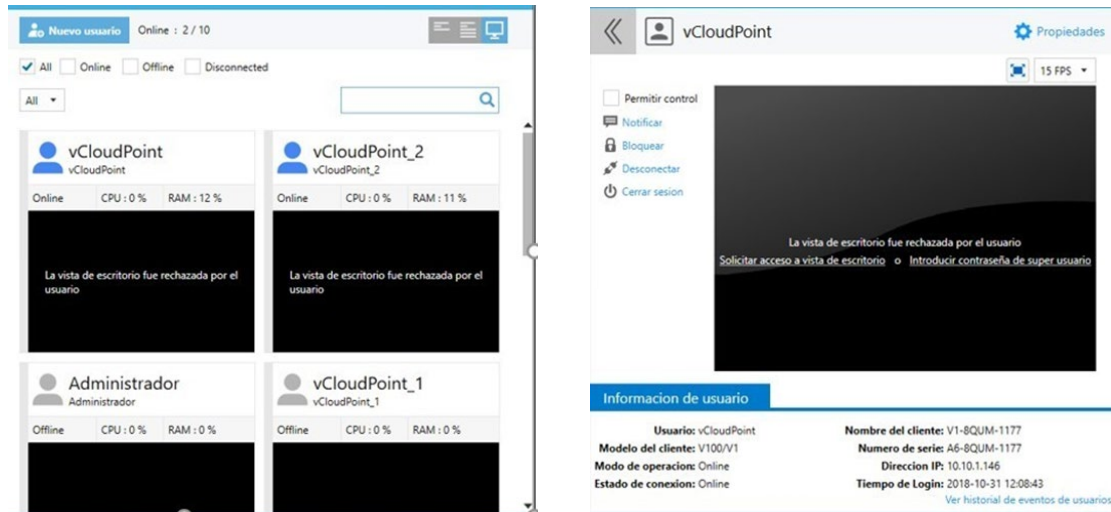 Nuevo usuario Online : 2 / 10
All Online Offline Disconnected
All
vCloudPoint
vCloudPoint
Online CPU : 0 % RAM : 12 %
La vista de escritorio fue rechazada por el
usuario
vCloudPoint_2
vCloudPoint_2
Online CPU : 0 % RAM : 11 %
La vista de escritorio fue rechazada por el
usuario
Administrador
Administrador
Offline CPU : 0 % RAM : 0 %
vCloudPoint_1
vCloudPoint_1
Offline CPU : 0 % RAM : 0 %
vCloudPoint Propiedades
15 FPS
Permitir control
Notificar
Bloquear
Desconectar
Cerrar sesion
La vista de escritorio fue rechazada por el usuario
Solicitar acceso a vista de escritorio o Introducir contraseña de super usuario
Informacion de usuario
Usuario: vCloudPoint
Modelo del cliente: V100/V1
Modo de operacion: Online
Estado de conexion: Online
Nombre del cliente: V1-8QUM-1177
Numero de serie: A6-8QUM-1177
Direccion IP: 10.10.1.146
Tiempo de Login: 2018-10-31 12:08:43
Ver historial de eventos de usuarios